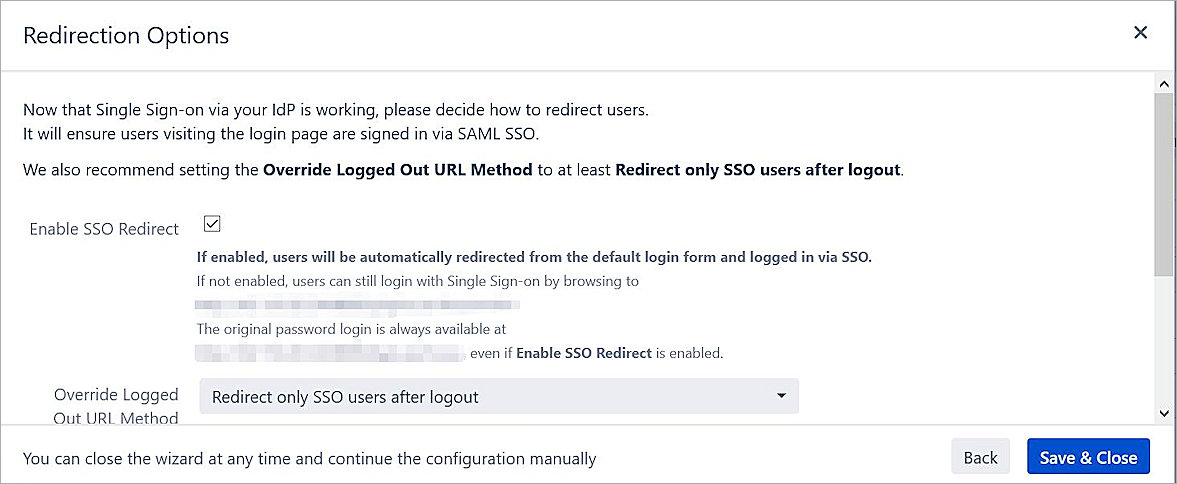 Redirection Options
Now that Single Sign-on via your IdP is working, please decide how to redirect users.
It will ensure users visiting the login page are signed in via SAML SSO.
We also recommend setting the Override Logged Out URL Method to at least Redirect only SSO users after logout.
Enable SSO Redirect
If enabled, users will be automatically redirected from the default login form and logged in via SSO.
If not enabled, users can still login with Single Sign-on by browsing to
The original password login is always available at
even if Enable SSO Redirect is enabled.
Override Logged
Out URL Method
Redirect only SSO users after logout
You can close the wizard at any time and continue the configuration manually
Back
Save & Close